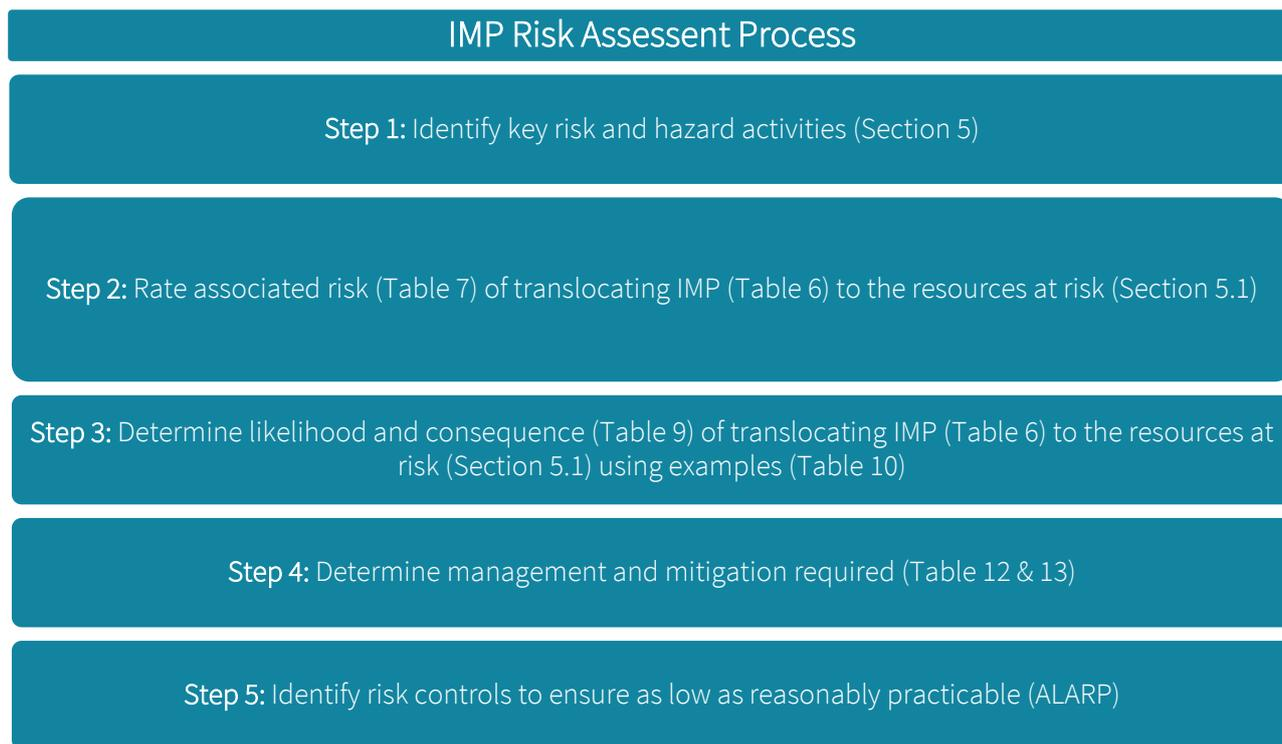 IMP Risk Assessent Process
Step 1: Identify key risk and hazard activities (Section 5)
Step 2: Rate associated risk (Table 7) of translocating IMP (Table 6) to the resources at risk (Section 5.1)
Step 3: Determine likelihood and consequence (Table 9) of translocating IMP (Table 6) to the resources at
risk (Section 5.1) using examples (Table 10)
Step 4: Determine management and mitigation required (Table 12 & 13)
Step 5: Identify risk controls to ensure as low as reasonably practicable (ALARP)